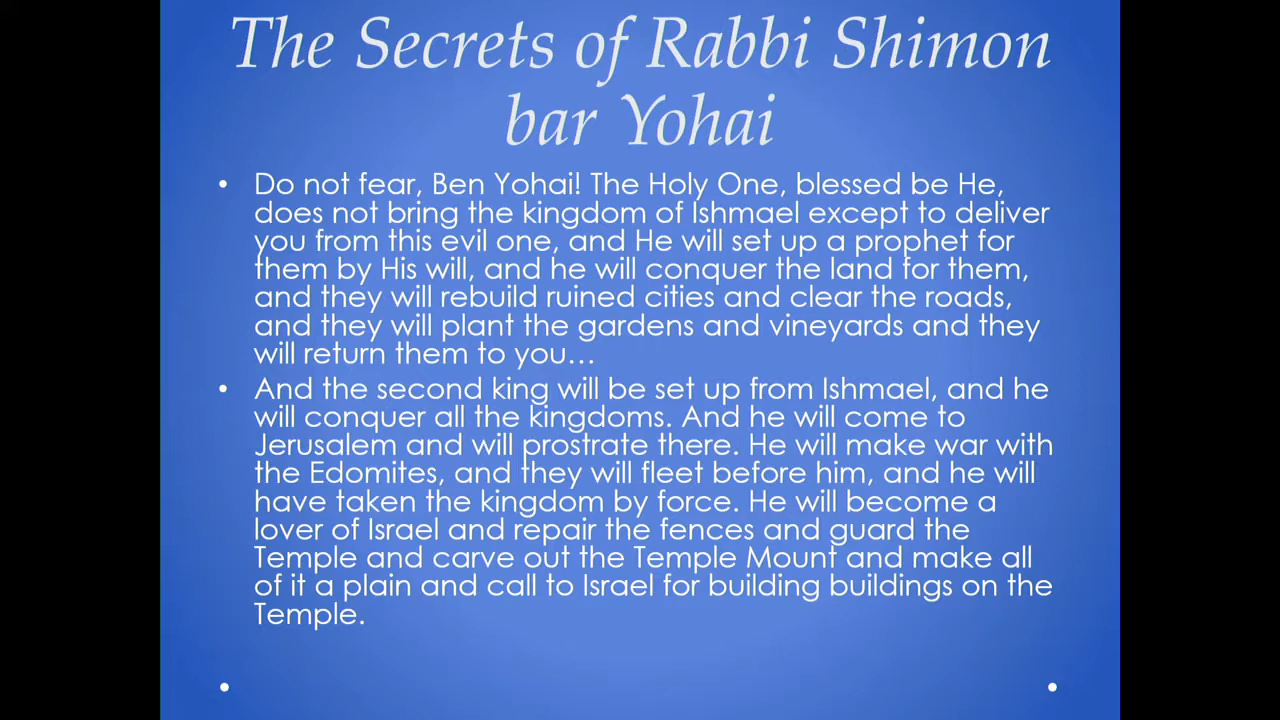 The Secrets of Rabbi Shimon
bar Yohai
• Do not fear, Ben Yohai! The Holy One, blessed be He,
does not bring the kingdom of Ishmael except to deliver
you from this evil one, and He will set up a prophet for
them by His will, and he will conquer the land for them,
and they will rebuild ruined cities and clear the roads,
and they will plant the gardens and vineyards and they
will return them to you…
• And the second king will be set up from Ishmael, and he
will conquer all the kingdoms. And he will come to
Jerusalem and will prostrate there. He will make war with
the Edomites, and they will fleet before him, and he will
have taken the kingdom by force. He will become a
lover of Israel and repair the fences and guard the
Temple and carve out the Temple Mount and make all
of it a plain and call to Israel for building buildings on the
Temple.